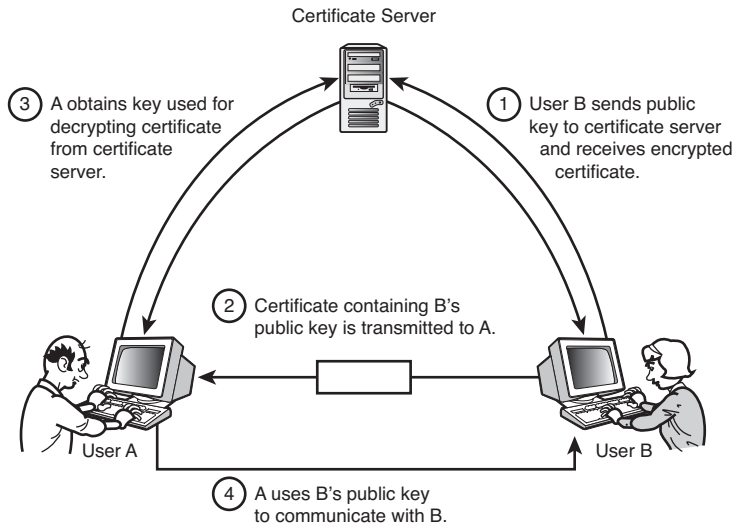 Certificate Server
3 A obtains key used for
decrypting certificate
from certificate
server.
1 User B sends public
key to certificate server
and receives encrypted
certificate.
2 Certificate containing B's
public key is transmitted to A.
User A
User B
4 A uses B's public key
to communicate with B.